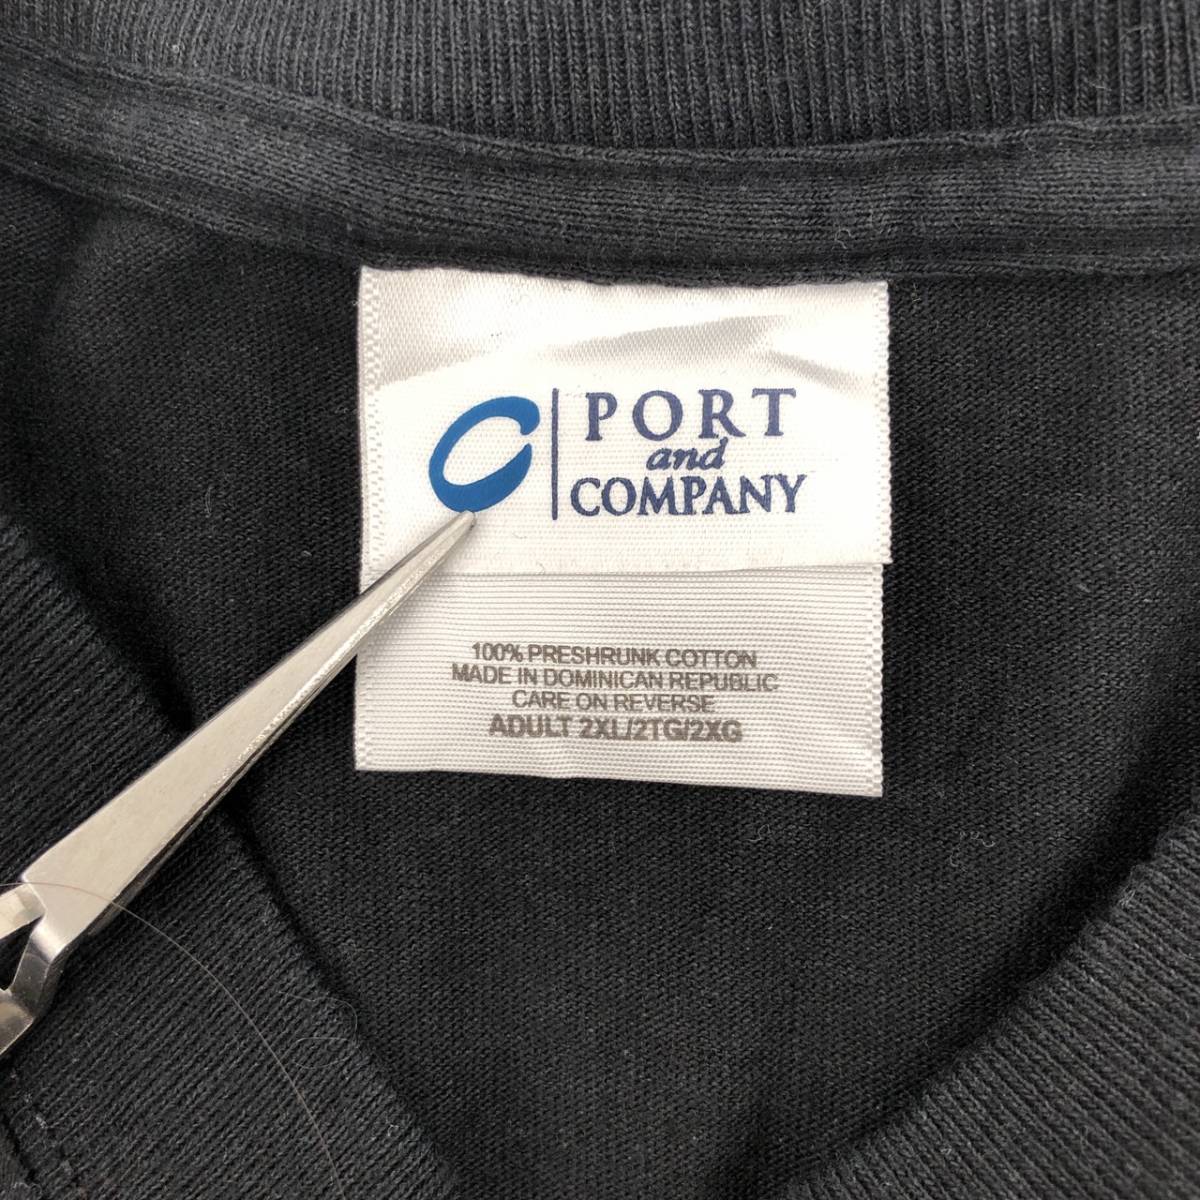 PORT
and
COMPANY
100% PRESHRUNK COTTON
MADE IN DOMINICAN REPUBLIC
CARE ON REVERSE
ADULT 2XL/2TG/2XG